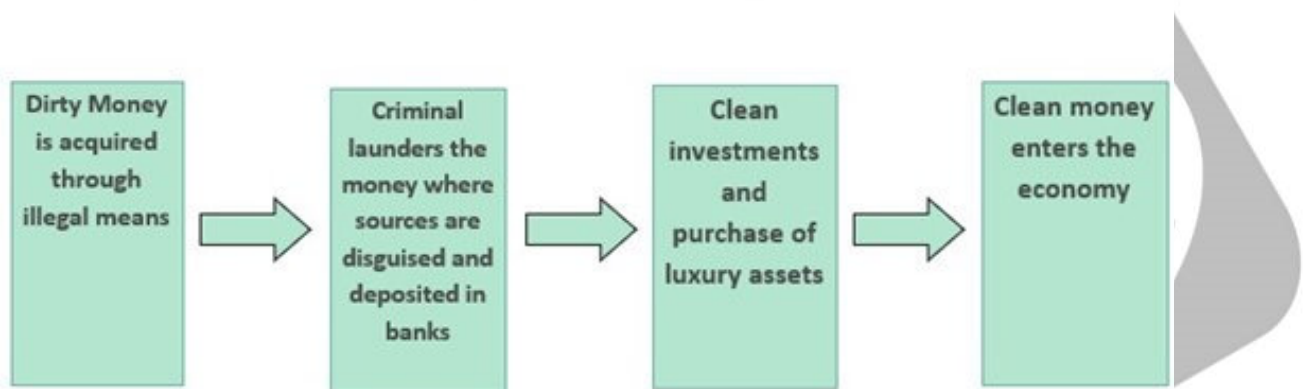 Dirty Money
is acquired
through
illegal means
Criminal
launders the
money where
sources are
disguised and
deposited in
banks
Clean
investments
and
purchase of
luxury assets
Clean money
enters the
economy